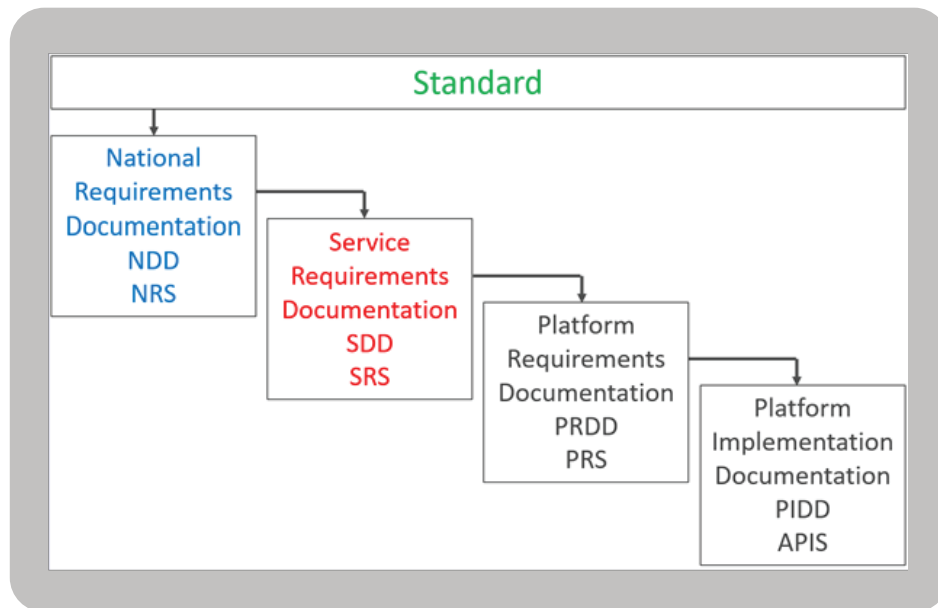 Standard
National
Requirements
Documentation
NDD
NRS
Service
Requirements
Documentation
SDD
SRS
Platform
Requirements
Documentation
PRDD
PRS
Platform
Implementation
Documentation
PIDD
APIS